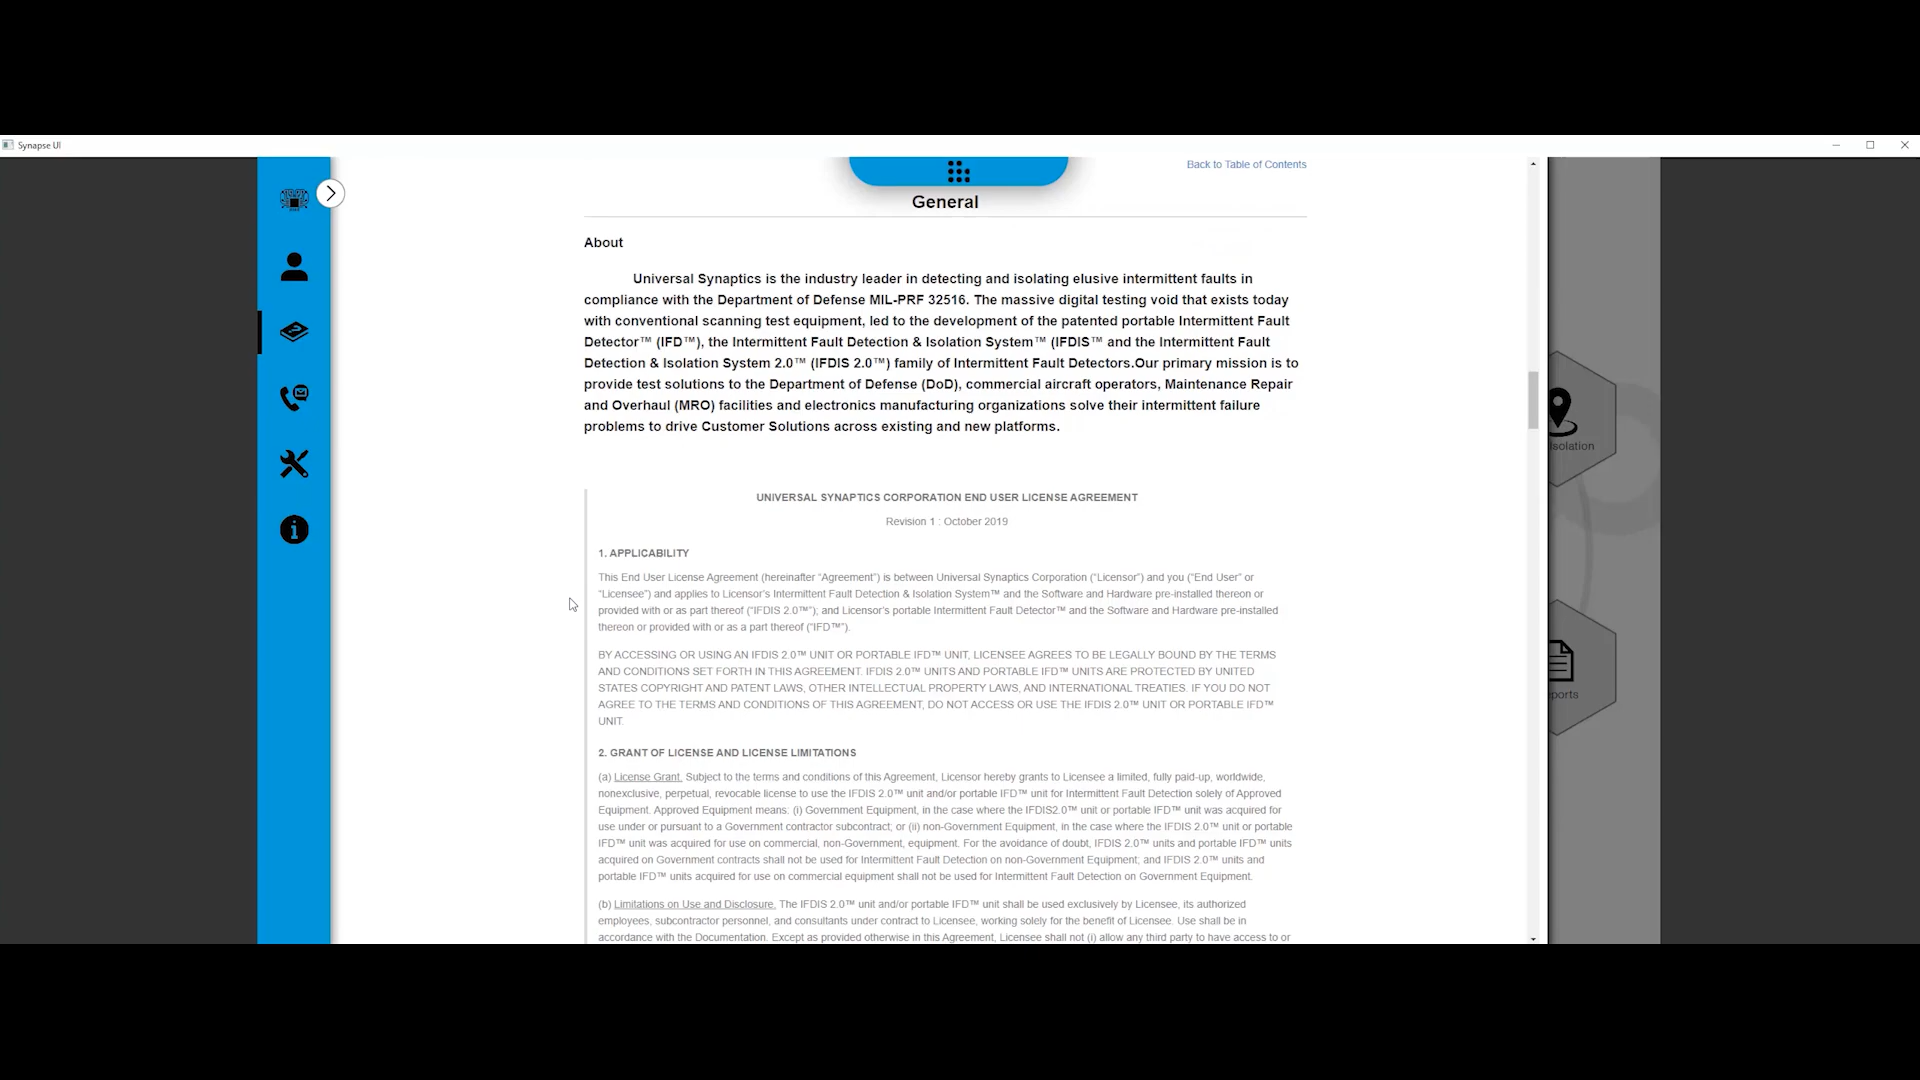 Synapse UI
Back to Table of Contents
General
About
Universal Synaptics is the industry leader in detecting and isolating elusive intermittent faults in
compliance with the Department of Defense MIL-PRF 32516. The massive digital testing void that exists today
with conventional scanning test equipment, led to the development of the patented portable Intermittent Fault
Detector™ (IFD™), the Intermittent Fault Detection & Isolation System™ (IFDIS™ and the Intermittent Fault
Detection & Isolation System 2.0™ (IFDIS 2.0™) family of Intermittent Fault Detectors.Our primary mission is to
provide test solutions to the Department of Defense (DoD), commercial aircraft operators, Maintenance Repair
and Overhaul (MRO) facilities and electronics manufacturing organizations solve their intermittent failure
problems to drive Customer Solutions across existing and new platforms.
UNIVERSAL SYNAPTICS CORPORATION END USER LICENSE AGREEMENT
Revision 1 : October 2019
1. APPLICABILITY
This End User License Agreement (hereinafter “Agreement”) is between Universal Synaptics Corporation (“Licensor”) and you (“End User” or
“Licensee”) and applies to Licensor’s Intermittent Fault Detection & Isolation System™ and the Software and Hardware pre-installed thereon or
provided with or as part thereof (“IFDIS 2.0™”); and Licensor’s portable Intermittent Fault Detector™ and the Software and Hardware pre-installed
thereon or provided with or as a part thereof (“IFD™”).
BY ACCESSING OR USING AN IFDIS 2.0™ UNIT OR PORTABLE IFD™ UNIT, LICENSEE AGREES TO BE LEGALLY BOUND BY THE TERMS
AND CONDITIONS SET FORTH IN THIS AGREEMENT. IFDIS 2.0™ UNITS AND PORTABLE IFD™ UNITS ARE PROTECTED BY UNITED
STATES COPYRIGHT AND PATENT LAWS, OTHER INTELLECTUAL PROPERTY LAWS, AND INTERNATIONAL TREATIES. IF YOU DO NOT
AGREE TO THE TERMS AND CONDITIONS OF THIS AGREEMENT, DO NOT ACCESS OR USE THE IFDIS 2.0™ UNIT OR PORTABLE IFD™
UNIT.
2. GRANT OF LICENSE AND LICENSE LIMITATIONS
(a) License Grant. Subject to the terms and conditions of this Agreement, Licensor hereby grants to Licensee a limited, fully paid-up, worldwide,
nonexclusive, perpetual, revocable license to use the IFDIS 2.0™ unit and/or portable IFD™ unit for Intermittent Fault Detection solely of Approved
Equipment. Approved Equipment means: (i) Government Equipment, in the case where the IFDIS2.0™ unit or portable IFD™ unit was acquired for
use under or pursuant to a Government contractor subcontract; or (ii) non-Government Equipment, in the case where the IFDIS 2.0™ unit or portable
IFD™ unit was acquired for use on commercial, non-Government, equipment. For the avoidance of doubt, IFDIS 2.0™ units and portable IFD™ units
acquired on Government contracts shall not be used for Intermittent Fault Detection on non-Government Equipment; and IFDIS 2.0™ units and
portable IFD™ units acquired for use on commercial equipment shall not be used for Intermittent Fault Detection on Government Equipment.
(b) Limitations on Use and Disclosure. The IFDIS 2.0™ unit and/or portable IFD™ unit shall be used exclusively by Licensee, its authorized
employees, subcontractor personnel, and consultants under contract to Licensee, working solely for the benefit of Licensee. Use shall be in
accordance with the Documentation. Except as provided otherwise in this Agreement, Licensee shall not (i) allow any third party to have access to or
solation
ports